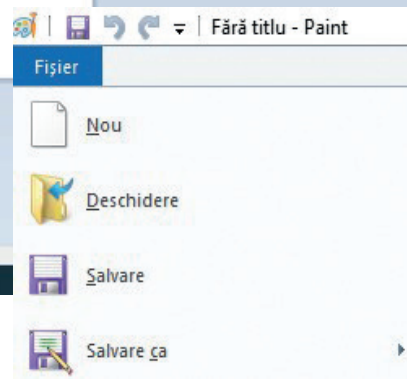 Fără titlu - Paint
Fișier
Nou
Deschidere
Salvare
Salvare ca